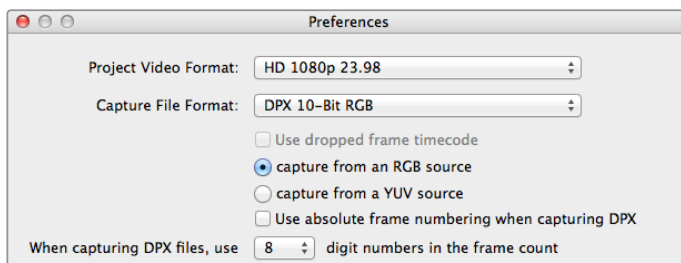 Preferences
Project Video Format: HD 1080p 23.98
Capture File Format: DPX 10-Bit RGB
Use dropped frame timecode
capture from an RGB source
capture from a YUV source
Use absolute frame numbering when capturing DPX
When capturing DPX files, use 8 digit numbers in the frame count